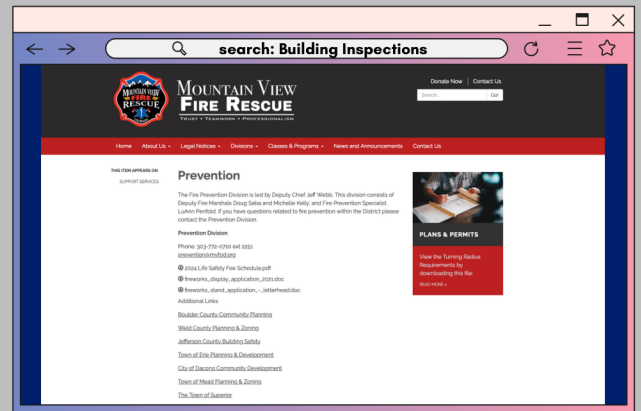 search: Building Inspections
MOUNTAIN VIEW
FIRE
RESCUE
MOUNTAIN VIEW
FIRE RESCUE
TRUST • TEAMWORK • PROFESSIONALISM
Donate Now | Contact Us
Search...
Go!
Home About Us Legal Notices Divisions Classes & Programs News and Announcements Contact Us
THIS ITEM APPEARS ON
SUPPORT SERVICES
Prevention
The Fire Prevention Division is led by Deputy Chief Jeff Webb. This division consists of
Deputy Fire Marshals Doug Saba and Michelle Kelly; and Fire Prevention Specialist
LuAnn Penfold. If you have questions related to fire prevention within the District please
contact the Prevention Division.
Prevention Division
Phone: 303-772-0710 ext 2251
prevention@mvfpd.org
2024 Life Safety Fee Schedule.pdf
fireworks_display_application_2021.doc
fireworks_stand_application_-_letterhead.doc
Additional Links
Boulder County Community Planning
Weld County Planning & Zoning
Jefferson County Building Safety
Town of Erie Planning & Development
City of Dacono Community Development
Town of Mead Planning & Zoning
The Town of Superior
PLANS & PERMITS
View the Turning Radius
Requirements by
downloading this file:
READ MORE »